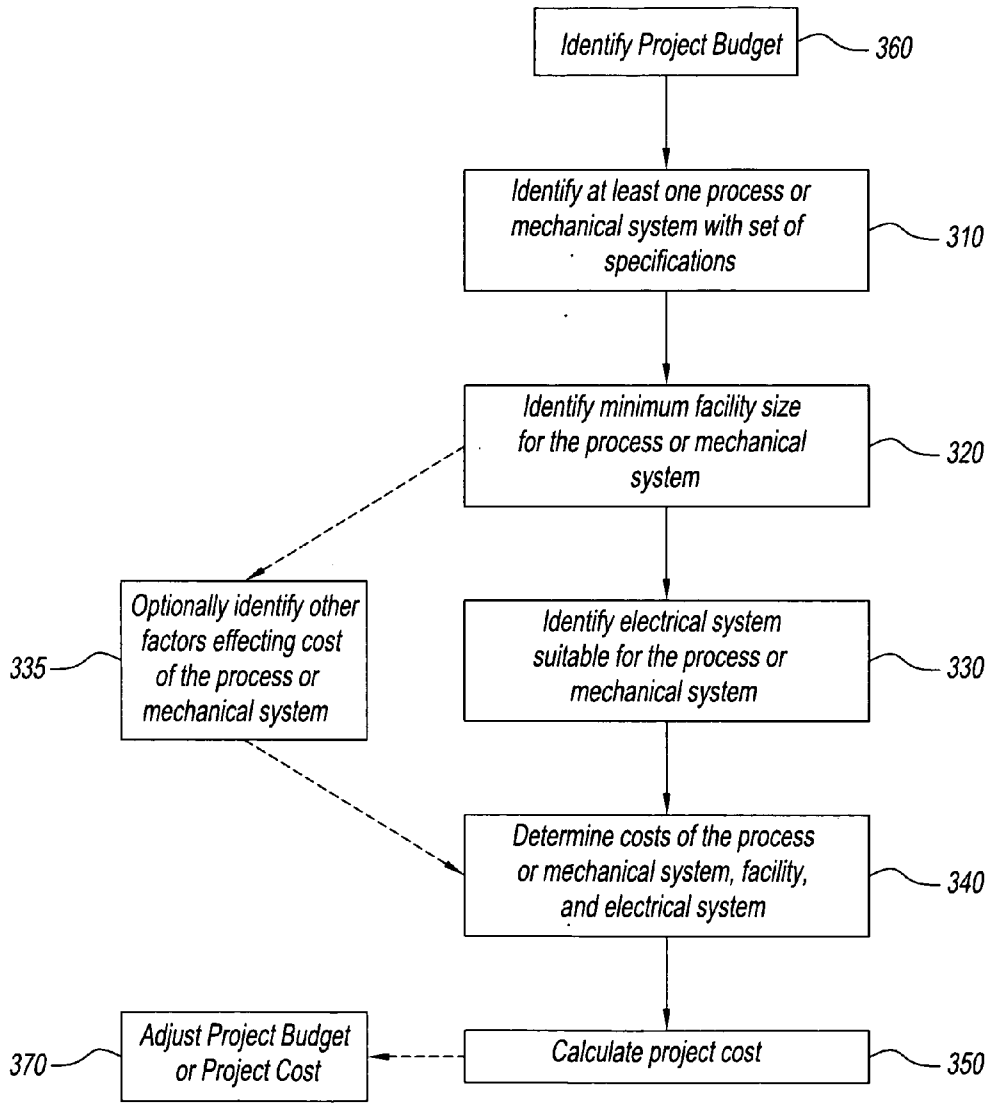 Identify Project Budget
360
Identify at least one process or
mechanical system with set of
specifications
310
Identify minimum facility size
for the process or mechanical
system
320
Optionally identify other
factors effecting cost
of the process or
mechanical system
335
Identify electrical system
suitable for the process or
mechanical system
330
Determine costs of the process
or mechanical system, facility,
and electrical system
340
Adjust Project Budget
or Project Cost
370
Calculate project cost
350